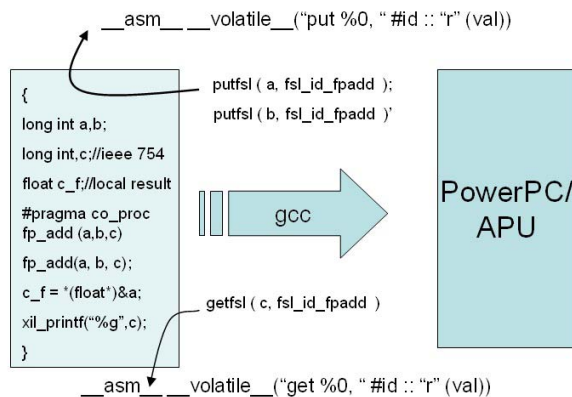 __asm__ __volatile__(“put %0, “ #id :: “r” (val))
putfsl ( a, fsl_id_fpadd );
putfsl ( b, fsl_id_fpadd )’
{
long int a,b;
long int,c;//ieee 754
float c_f;//local result
#pragma co_proc
fp_add (a,b,c)
fp_add(a, b, c);
c_f = *(float*)&a;
xil_printf(“%g”,c);
}
gcc
PowerPC/
APU
getfsl ( c, fsl_id_fpadd )
__asm__ __volatile__(“get %0, “ #id :: “r” (val))